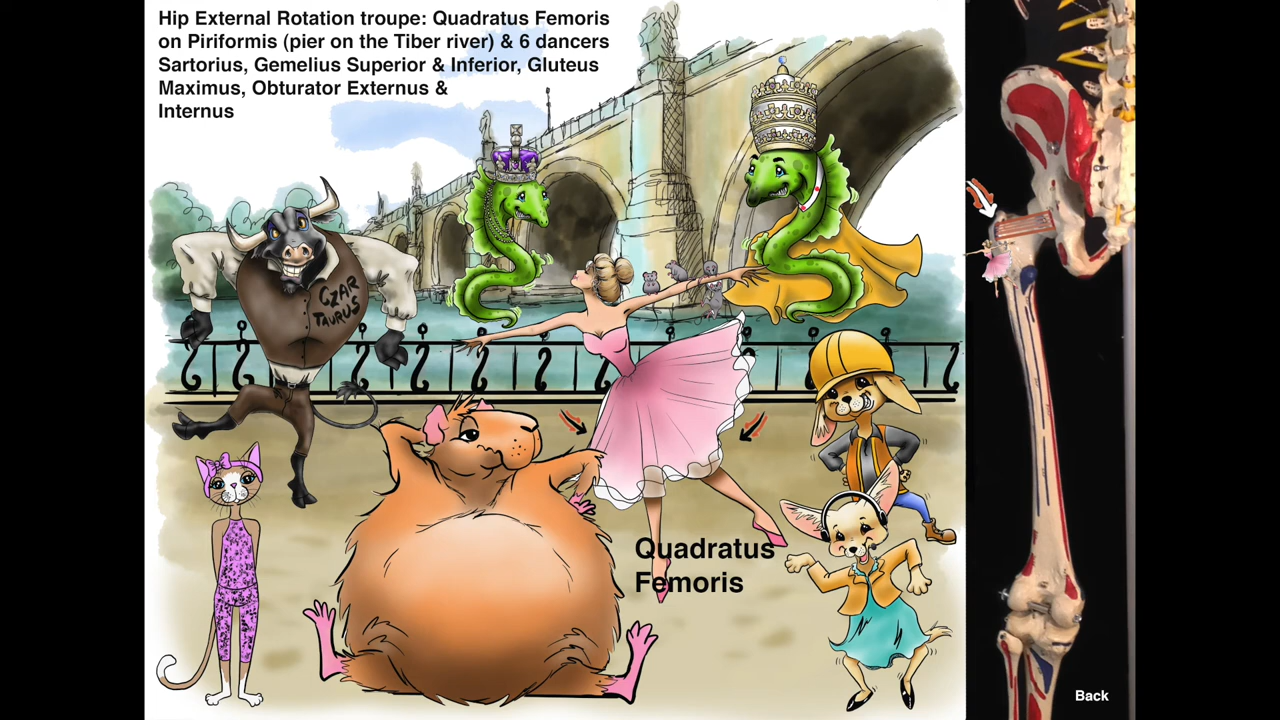 Hip External Rotation troupe: Quadratus Femoris
on Piriformis (pier on the Tiber river) & 6 dancers
Sartorius, Gemelius Superior & Inferior, Gluteus
Maximus, Obturator Externus &
Internus
CZAR
TAURUS
Quadratus
Femoris
Back